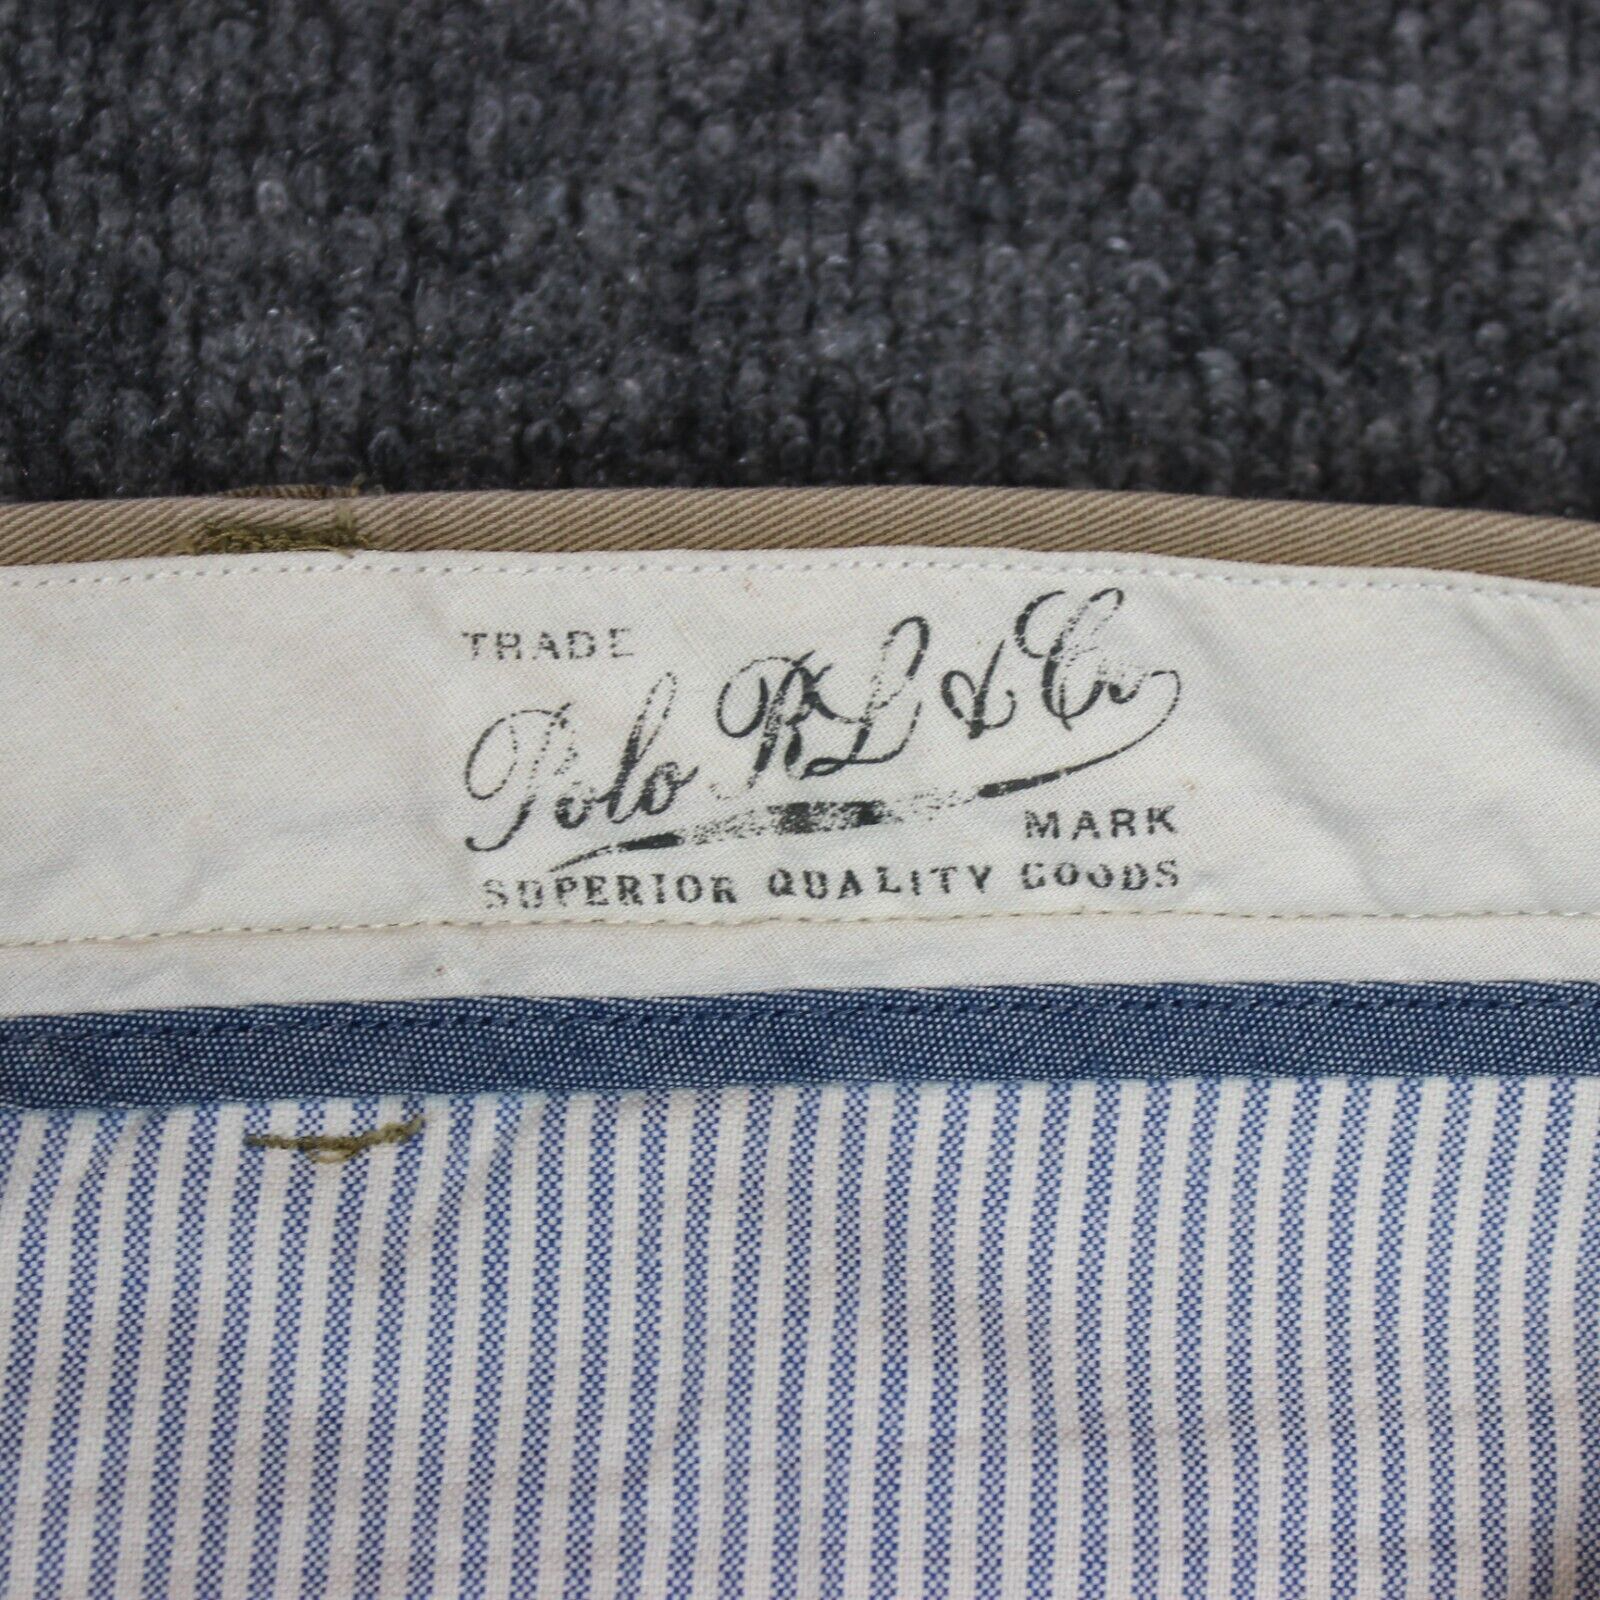 TRADE
Polo RL & Co
MARK
SUPERIOR QUALITY GOODS